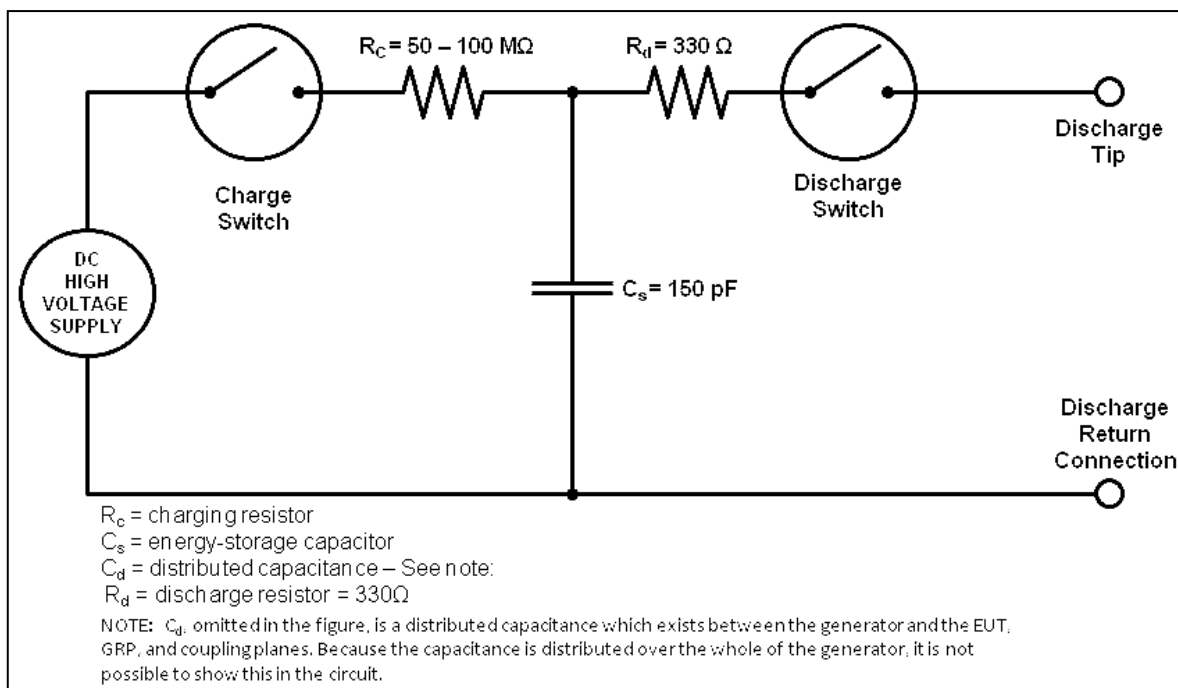 R_C = 50 – 100 MΩ
R_d = 330 Ω
Discharge
Tip
Charge
Switch
Discharge
Switch
DC
HIGH
VOLTAGE
SUPPLY
C_s = 150 pF
Discharge
Return
Connection
R_c = charging resistor
C_s = energy-storage capacitor
C_d = distributed capacitance – See note:
R_d = discharge resistor = 330Ω
NOTE: C_d, omitted in the figure, is a distributed capacitance which exists between the generator and the EUT,
GRP, and coupling planes. Because the capacitance is distributed over the whole of the generator, it is not
possible to show this in the circuit.